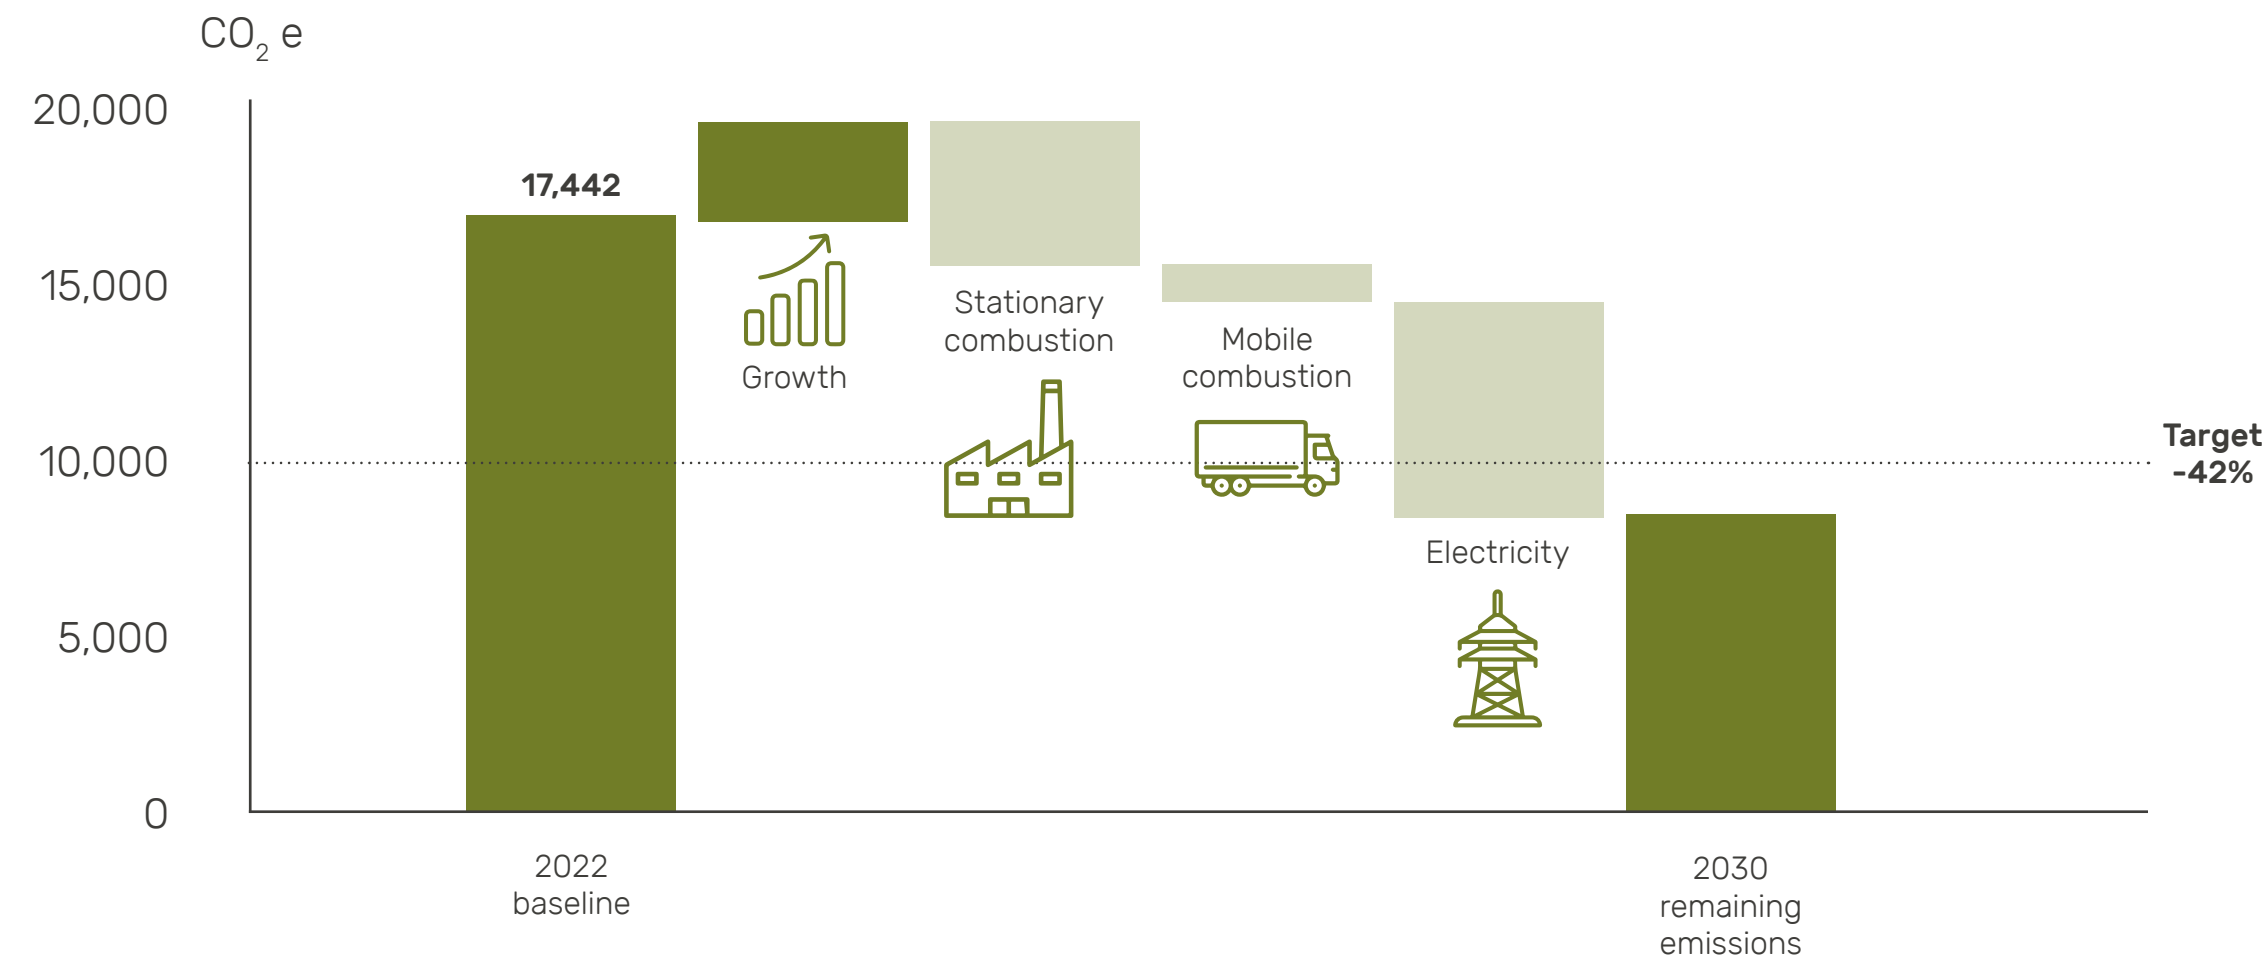 CO₂ e
20,000
15,000
10,000
5,000
0
17,442
Growth
Stationary
combustion
Mobile
combustion
Electricity
Target
-42%
2022
baseline
2030
remaining
emissions